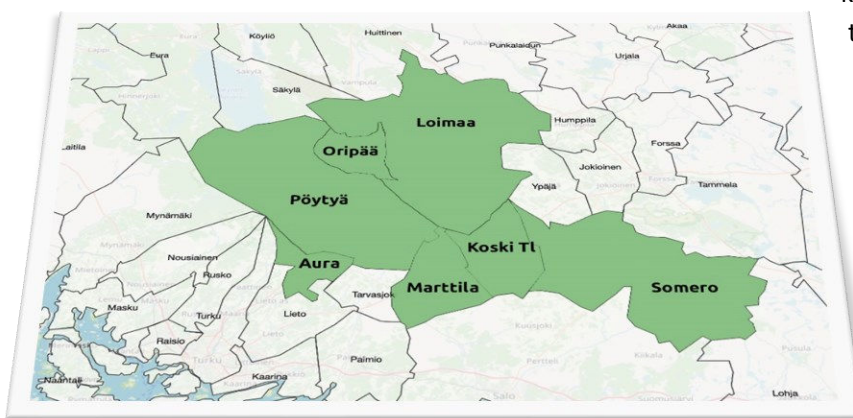 Köyliö
Huittinen
Akaa
Eura
Punkalaidun
Urjala
Säkylä
Loimaa
Humppila
Forssa
Oripää
Laitila
Jokioinen
Ypäjä
Tammela
Pöytyä
Mynämäki
Koski Tl
Nousiainen
Aura
Rusko
Marttila
Somero
Tarvasjok
Masku
Turku
Lieto
Raisio
Paimio
Kaarina
Naantali
Lohja